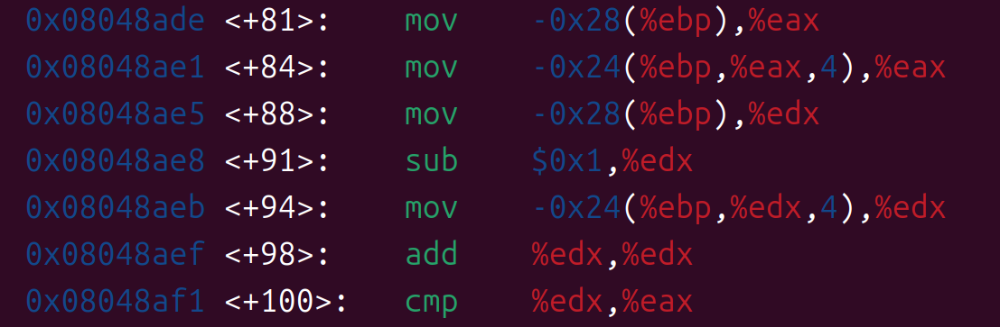 0x08048ade <+81>: mov -0x28(%ebp),%eax
0x08048ae1 <+84>: mov -0x24(%ebp,%eax,4),%eax
0x08048ae5 <+88>: mov -0x28(%ebp),%edx
0x08048ae8 <+91>: sub $0x1,%edx
0x08048aeb <+94>: mov -0x24(%ebp,%edx,4),%edx
0x08048aef <+98>: add %edx,%edx
0x08048af1 <+100>: cmp %edx,%eax